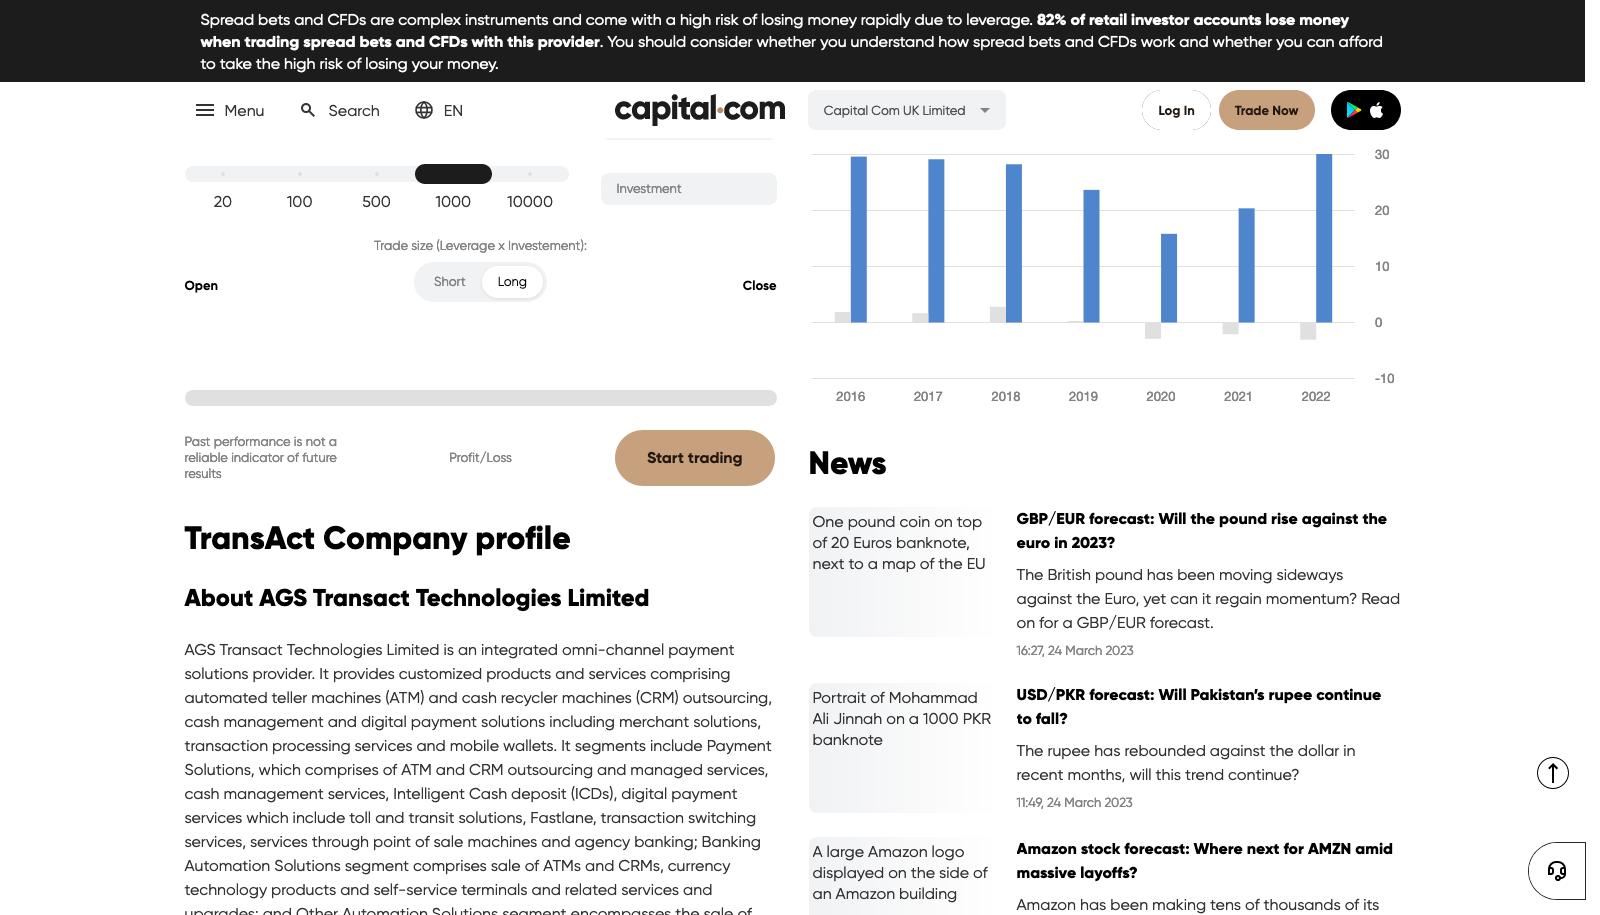 Spread bets and CFDs are complex instruments and come with a high risk of losing money rapidly due to leverage. 82% of retail investor accounts lose money
when trading spread bets and CFDs with this provider. You should consider whether you understand how spread bets and CFDs work and whether you can afford
to take the high risk of losing your money.
Menu
Search
EN
capital.com
Capital Com UK Limited
Log In
Trade Now
20
100
500
1000
10000
Investment
Trade size (Leverage x Investement):
Open
Short
Long
Close
Past performance is not a
reliable indicator of future
results
Profit/Loss
Start trading
TransAct Company profile
About AGS Transact Technologies Limited
AGS Transact Technologies Limited is an integrated omni-channel payment
solutions provider. It provides customized products and services comprising
automated teller machines (ATM) and cash recycler machines (CRM) outsourcing,
cash management and digital payment solutions including merchant solutions,
transaction processing services and mobile wallets. It segments include Payment
Solutions, which comprises of ATM and CRM outsourcing and managed services,
cash management services, Intelligent Cash deposit (ICDs), digital payment
services which include toll and transit solutions, Fastlane, transaction switching
services, services through point of sale machines and agency banking; Banking
Automation Solutions segment comprises sale of ATMs and CRMs, currency
technology products and self-service terminals and related services and
upgrades; and Other Automation Solutions segment encompasses the sale of
30
20
10
0
-10
2016
2017
2018
2019
2020
2021
2022
News
One pound coin on top
of 20 Euros banknote,
next to a map of the EU
GBP/EUR forecast: Will the pound rise against the
euro in 2023?
The British pound has been moving sideways
against the Euro, yet can it regain momentum? Read
on for a GBP/EUR forecast.
16:27, 24 March 2023
Portrait of Mohammad
Ali Jinnah on a 1000 PKR
banknote
USD/PKR forecast: Will Pakistan's rupee continue
to fall?
The rupee has rebounded against the dollar in
recent months, will this trend continue?
11:49, 24 March 2023
A large Amazon logo
displayed on the side of
an Amazon building
Amazon stock forecast: Where next for AMZN amid
massive layoffs?
Amazon has been making tens of thousands of its